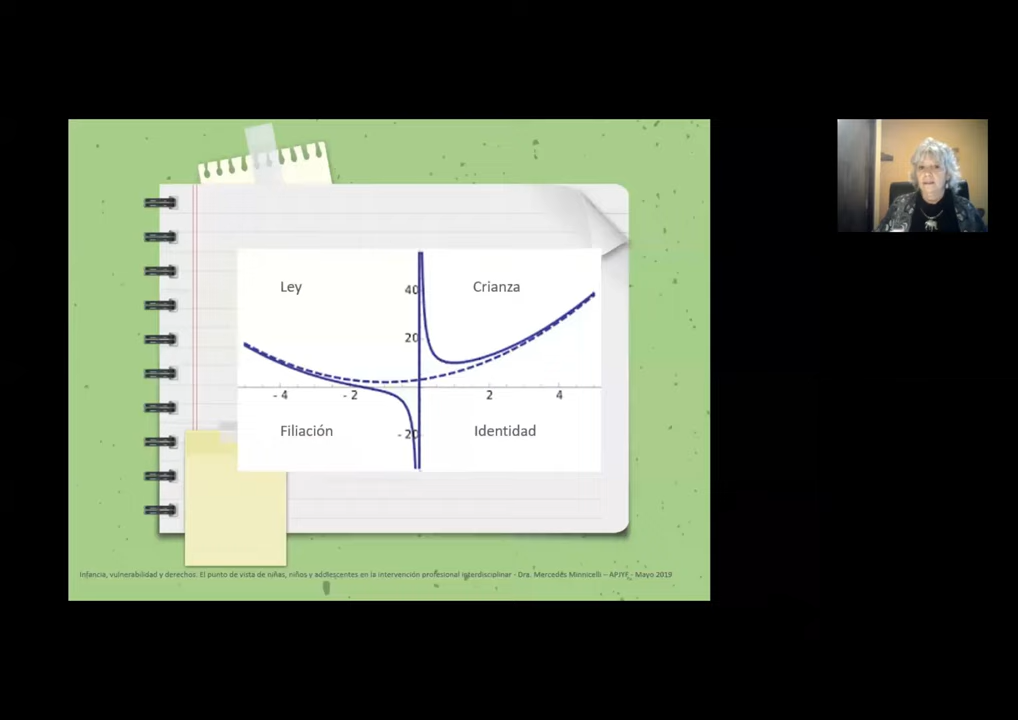 Ley
Crianza
40
20
- 4
- 2
2
4
Filiación
- 20
Identidad
Infancia, vulnerabilidad y derechos. El punto de vista de niñas, niños y adolescentes en la intervención profesional interdisciplinar - Dra. Mercedes Minnicelli – APJYF - Mayo 2019